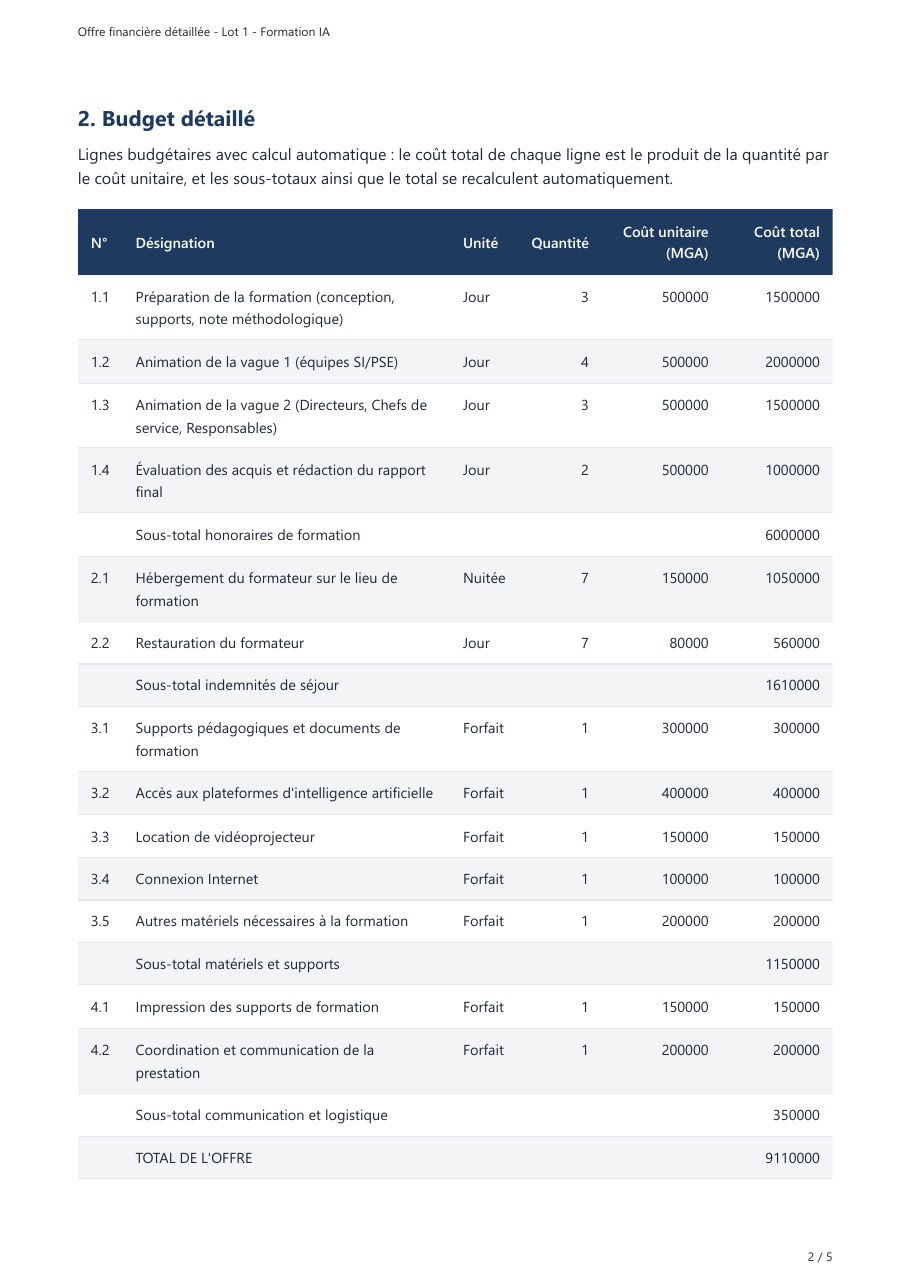 Offre financière détaillée - Lot 1 - Formation IA
2. Budget détaillé
Lignes budgétaires avec calcul automatique : le coût total de chaque ligne est le produit de la quantité par
le coût unitaire, et les sous-totaux ainsi que le total se recalculent automatiquement.
N° Désignation Unité Quantité Coût unitaire (MGA) Coût total (MGA)
1.1 Préparation de la formation (conception, Jour 3 500000 1500000
supports, note méthodologique)
1.2 Animation de la vague 1 (équipes SI/PSE) Jour 4 500000 2000000
1.3 Animation de la vague 2 (Directeurs, Chefs de Jour 3 500000 1500000
service, Responsables)
1.4 Évaluation des acquis et rédaction du rapport Jour 2 500000 1000000
final
Sous-total honoraires de formation 6000000
2.1 Hébergement du formateur sur le lieu de Nuitée 7 150000 1050000
formation
2.2 Restauration du formateur Jour 7 80000 560000
Sous-total indemnités de séjour 1610000
3.1 Supports pédagogiques et documents de Forfait 1 300000 300000
formation
3.2 Accès aux plateformes d'intelligence artificielle Forfait 1 400000 400000
3.3 Location de vidéoprojecteur Forfait 1 150000 150000
3.4 Connexion Internet Forfait 1 100000 100000
3.5 Autres matériels nécessaires à la formation Forfait 1 200000 200000
Sous-total matériels et supports 1150000
4.1 Impression des supports de formation Forfait 1 150000 150000
4.2 Coordination et communication de la Forfait 1 200000 200000
prestation
Sous-total communication et logistique 350000
TOTAL DE L'OFFRE 9110000
2 / 5